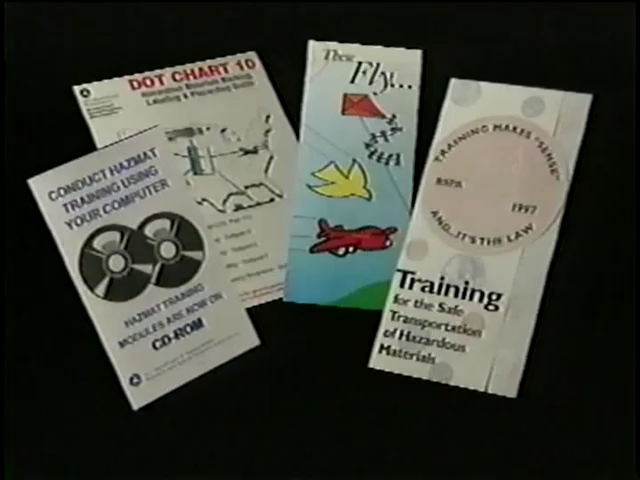 DOT CHART 10
Hazardous Materials Marking,
Labeling & Placarding Guide
CONDUCT HAZMAT
TRAINING USING
YOUR COMPUTER
HAZMAT TRAINING
MODULES ARE NOW ON
CD-ROM
These
Fly...
TRAINING MAKES "SENSE"
RSPA
1997
AND...IT'S THE LAW
Training
for the Safe
Transportation
of Hazardous
Materials